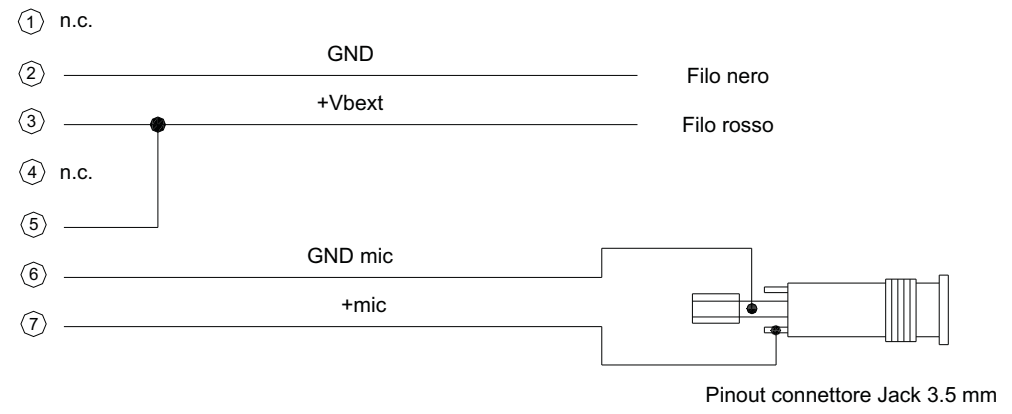 1 n.c.
GND
2 Filo nero
+Vbext
3 Filo rosso
4 n.c.
5
GND mic
6
+mic
7
Pinout connettore Jack 3.5 mm